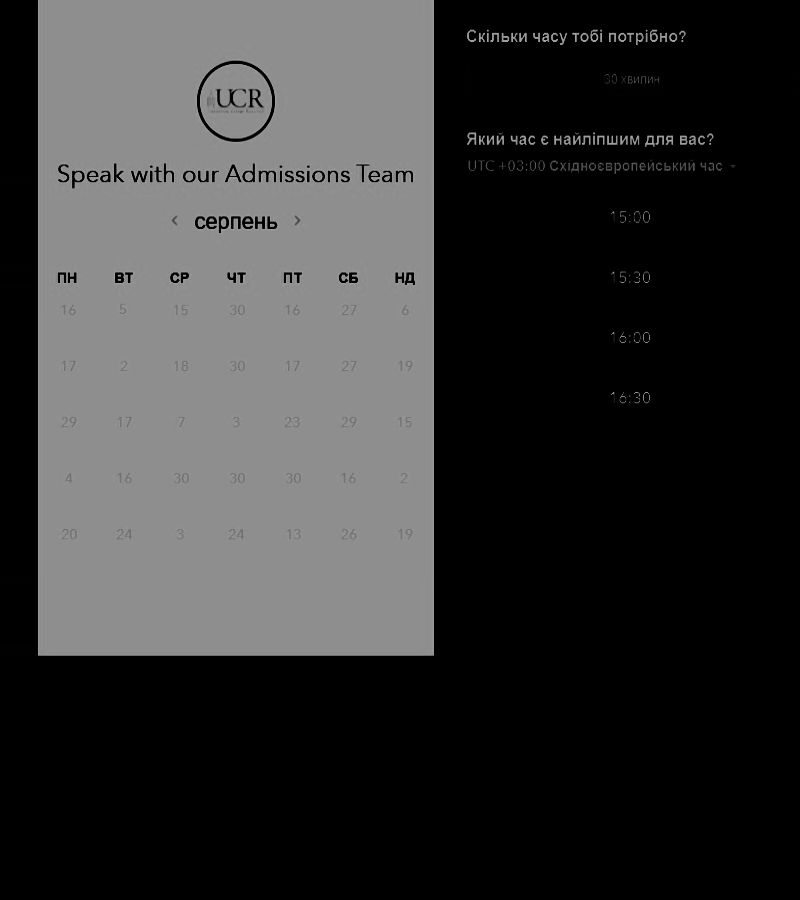 UCR
Speak with our Admissions Team
‹ серпень ›
ПН ВТ СР ЧТ ПТ СБ НД
16 5 15 30 16 27 6
17 2 18 30 17 27 19
29 17 7 3 23 29 15
4 16 30 30 30 16 2
20 24 3 24 13 26 19
Скільки часу тобі потрібно?
30 хвилин
Який час є найліпшим для вас?
UTC +03:00 Східноєвропейський час
15:00
15:30
16:00
16:30